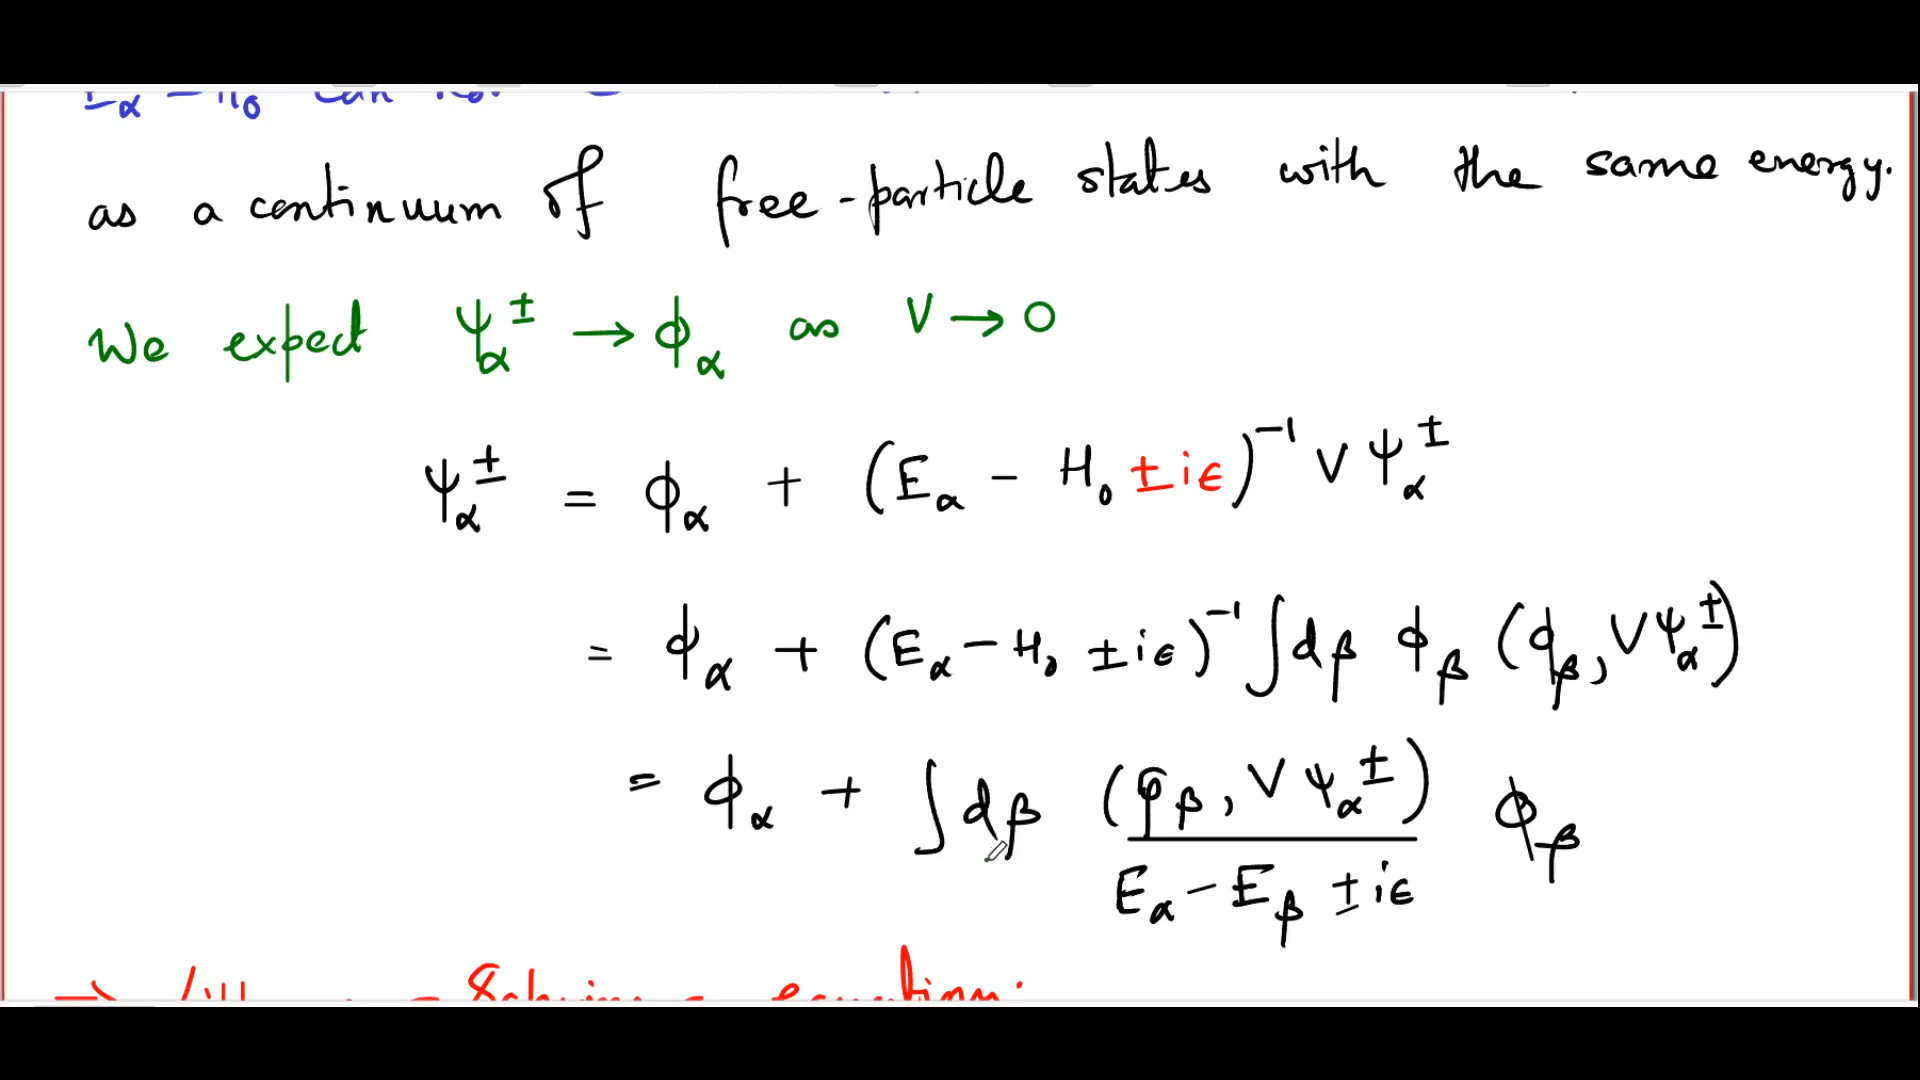 as a continuum of free-particle states with the same energy.
We expect Ψ_α^± → ϕ_α as V → 0
Ψ_α^± = ϕ_α + (E_α - H_0 ± iϵ)^{-1} V Ψ_α^±
= ϕ_α + (E_α - H_0 ± iϵ)^{-1} ∫ dβ ϕ_β (ϕ_β, VΨ_α^±)
= ϕ_α + ∫ dβ (ϕ_β, V Ψ_α^±) / (E_α - E_β ± iϵ) ϕ_β
equation: